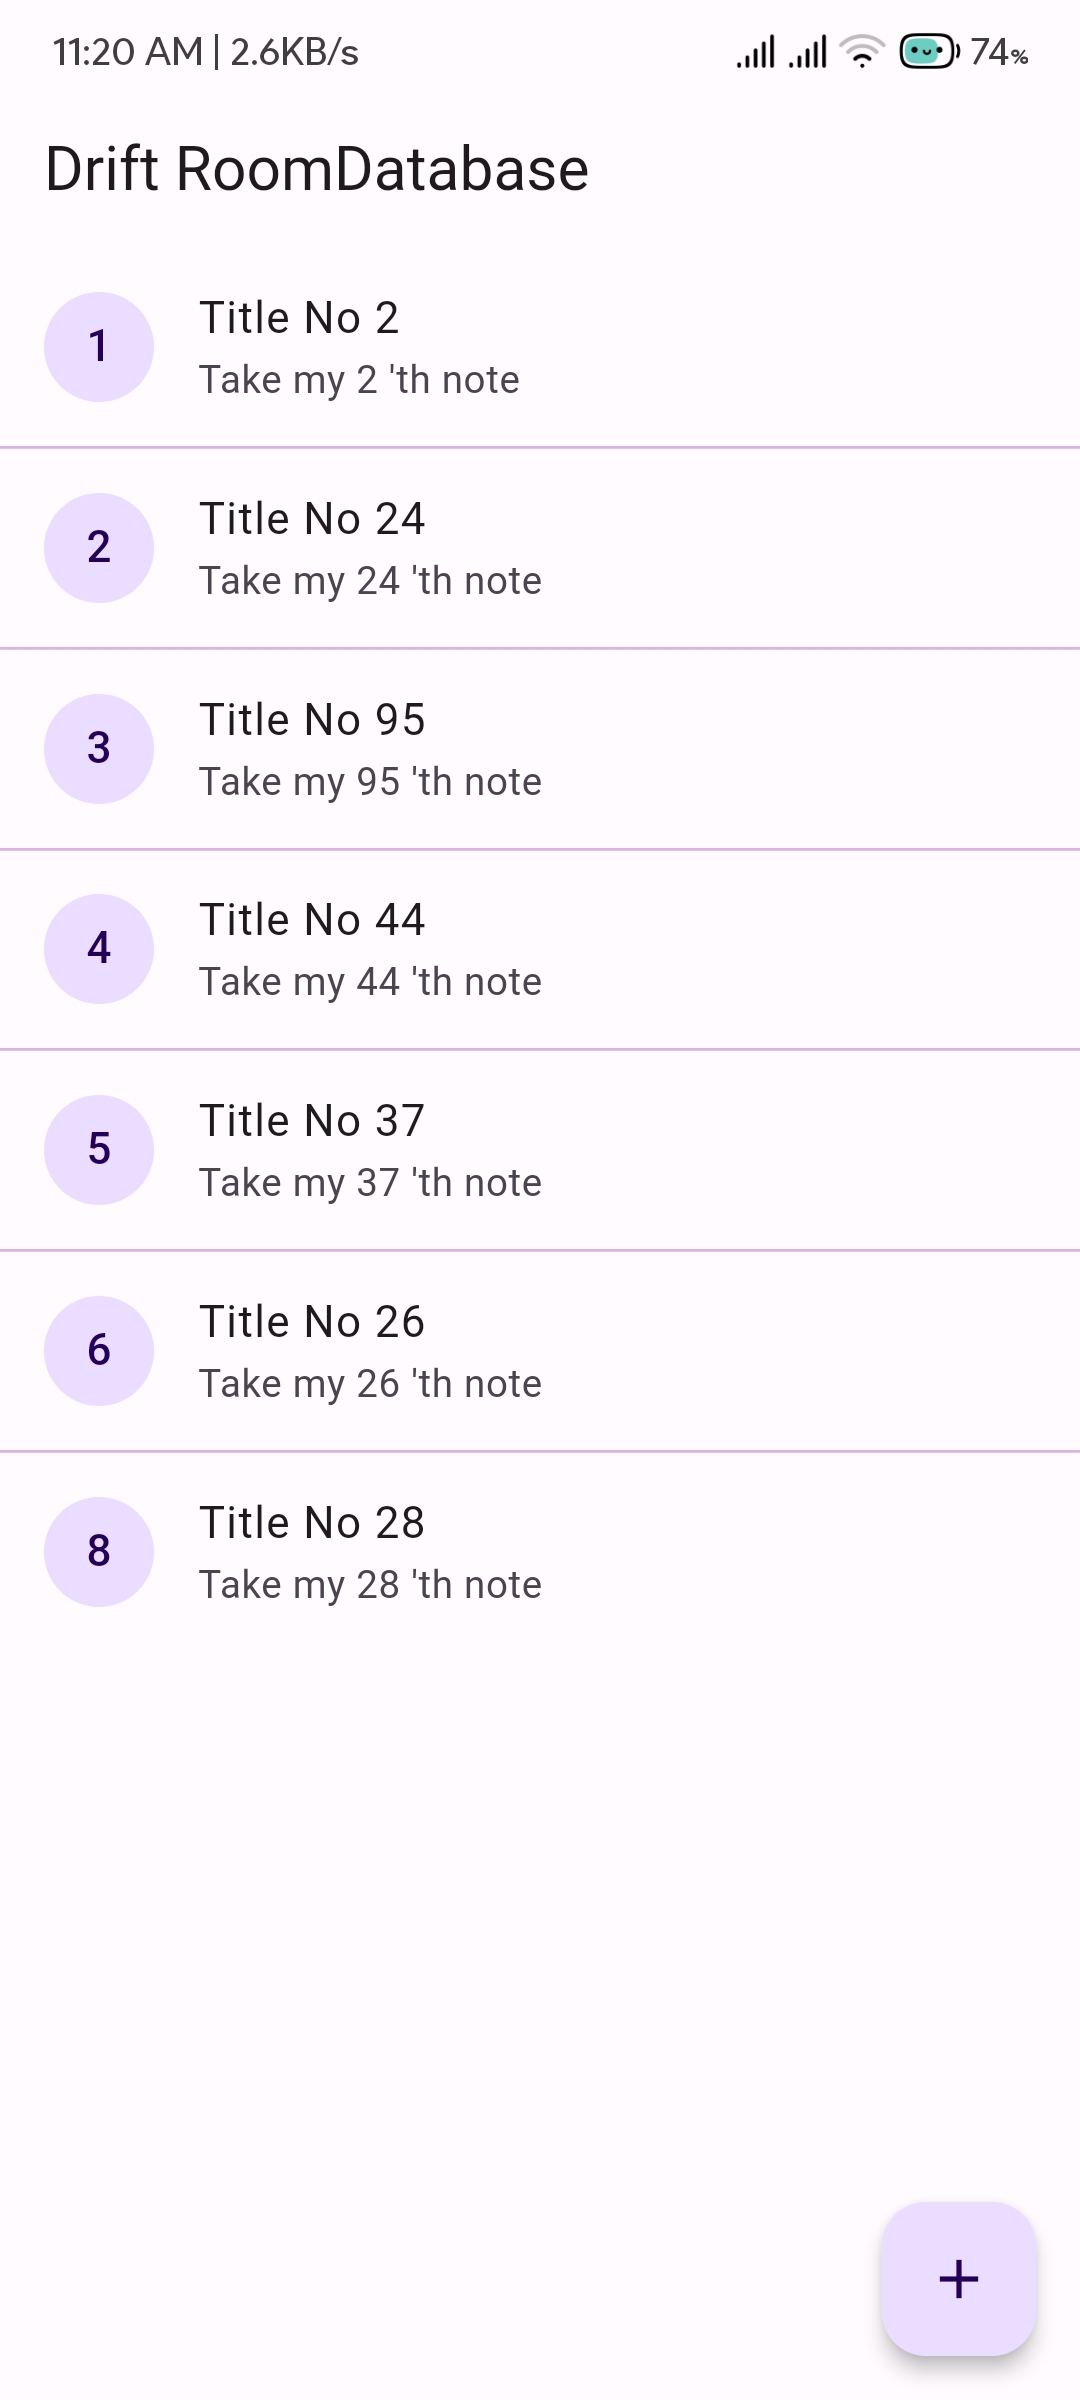 11:20 AM | 2.6KB/s 74%
Drift RoomDatabase
1
Title No 2
Take my 2 'th note
2
Title No 24
Take my 24 'th note
3
Title No 95
Take my 95 'th note
4
Title No 44
Take my 44 'th note
5
Title No 37
Take my 37 'th note
6
Title No 26
Take my 26 'th note
8
Title No 28
Take my 28 'th note
+